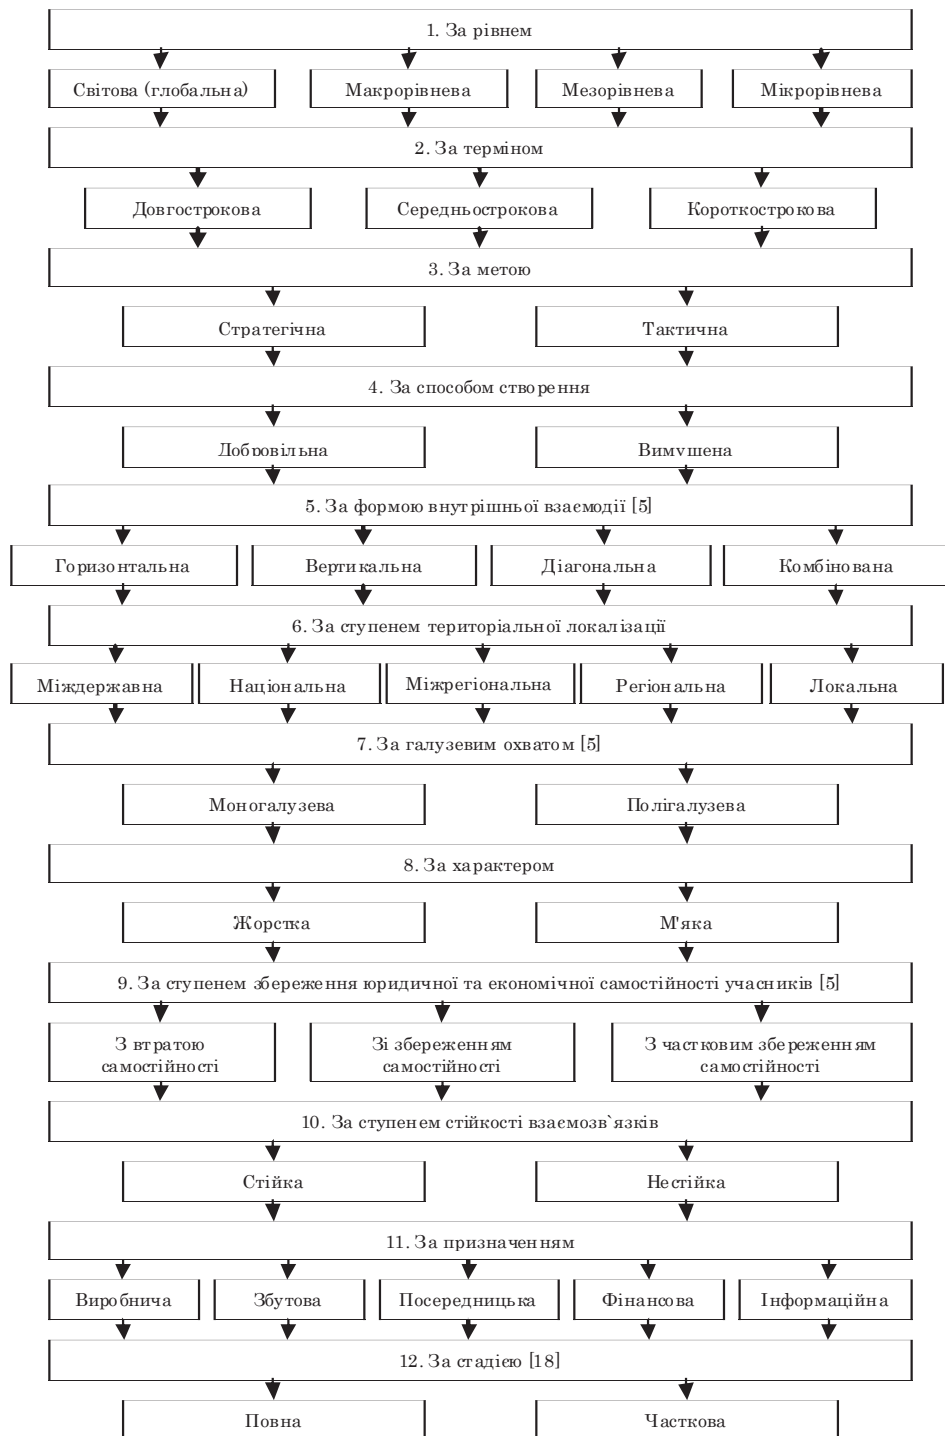 1. За рівнем
Світова (глобальна) Макрорівнева Мезорівнева Мікрорівнева
2. За терміном
Довгострокова Середньострокова Короткострокова
3. За метою
Стратегічна Тактична
4. За способом створення
Добровільна Вимушена
5. За формою внутрішньої взаємодії [5]
Горизонтальна Вертикальна Діагональна Комбінована
6. За ступенем територіальної локалізації
Міждержавна Національна Міжрегіональна Регіональна Локальна
7. За галузевим охватом [5]
Моногалузева Полігалузева
8. За характером
Жорстка М'яка
9. За ступенем збереження юридичної та економічної самостійності учасників [5]
З втратою Зі збереженням З частковим збереженням
самостійності самостійності самостійності
10. За ступенем стійкості взаємозв`язків
Стійка Нестійка
11. За призначенням
Виробнича Збутова Посередницька Фінансова Інформаційна
12. За стадією [18]
Повна Часткова